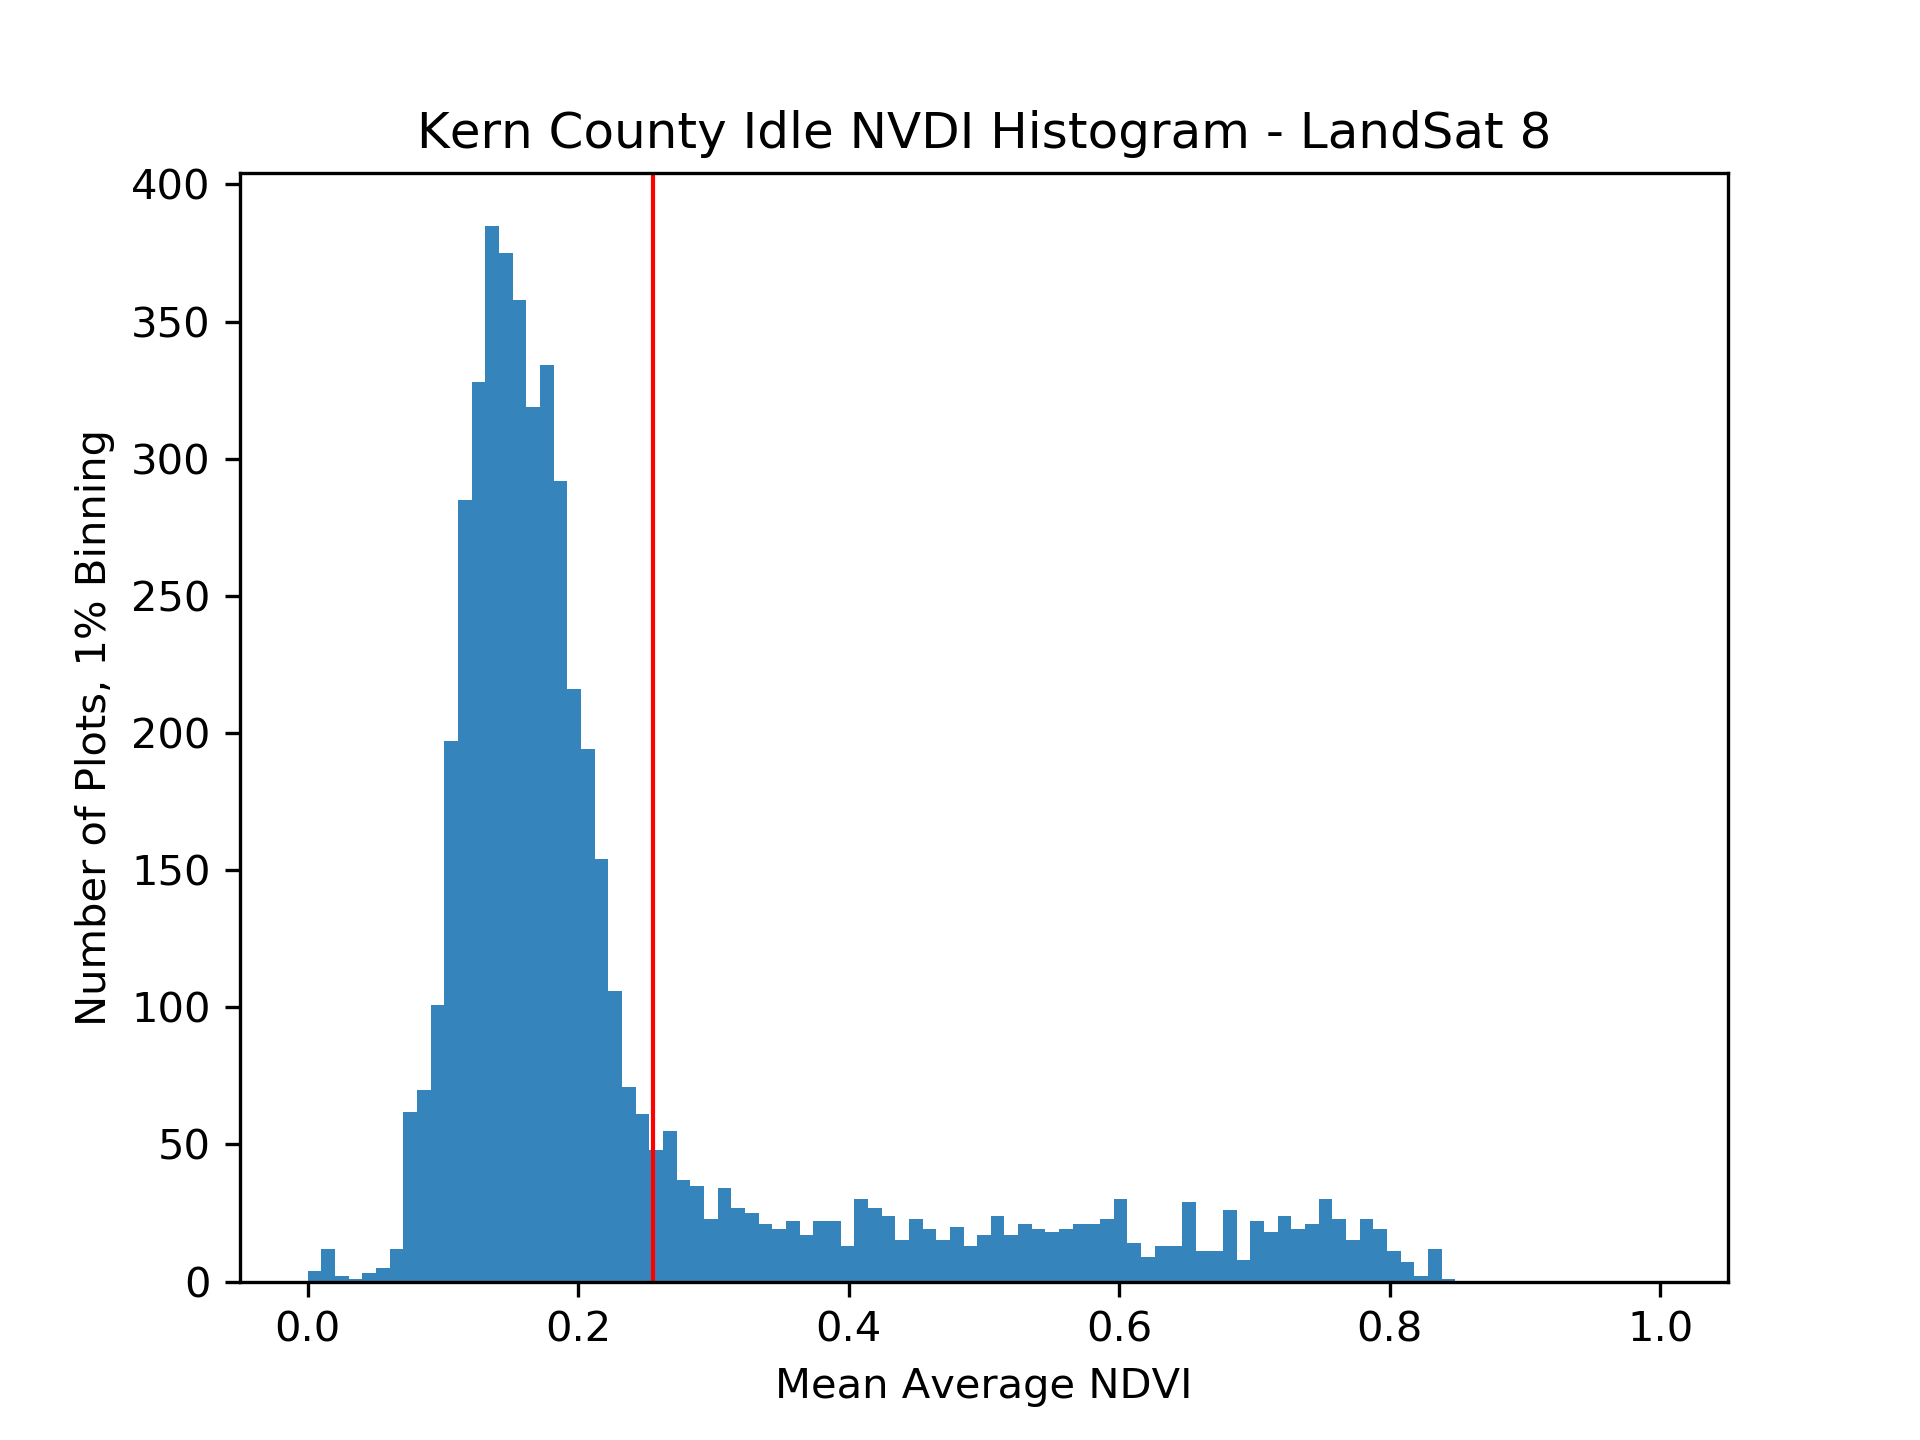 Kern County Idle NVDI Histogram - LandSat 8
400
350
300
250
200
150
100
50
0
Number of Plots, 1% Binning
0.0 0.2 0.4 0.6 0.8 1.0
Mean Average NDVI